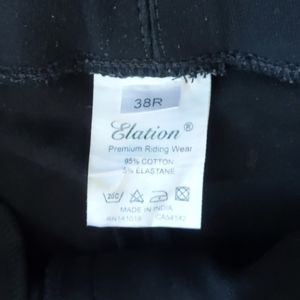 38R
Elation®
Premium Riding Wear
95% COTTON
5% ELASTANE
MADE IN INDIA